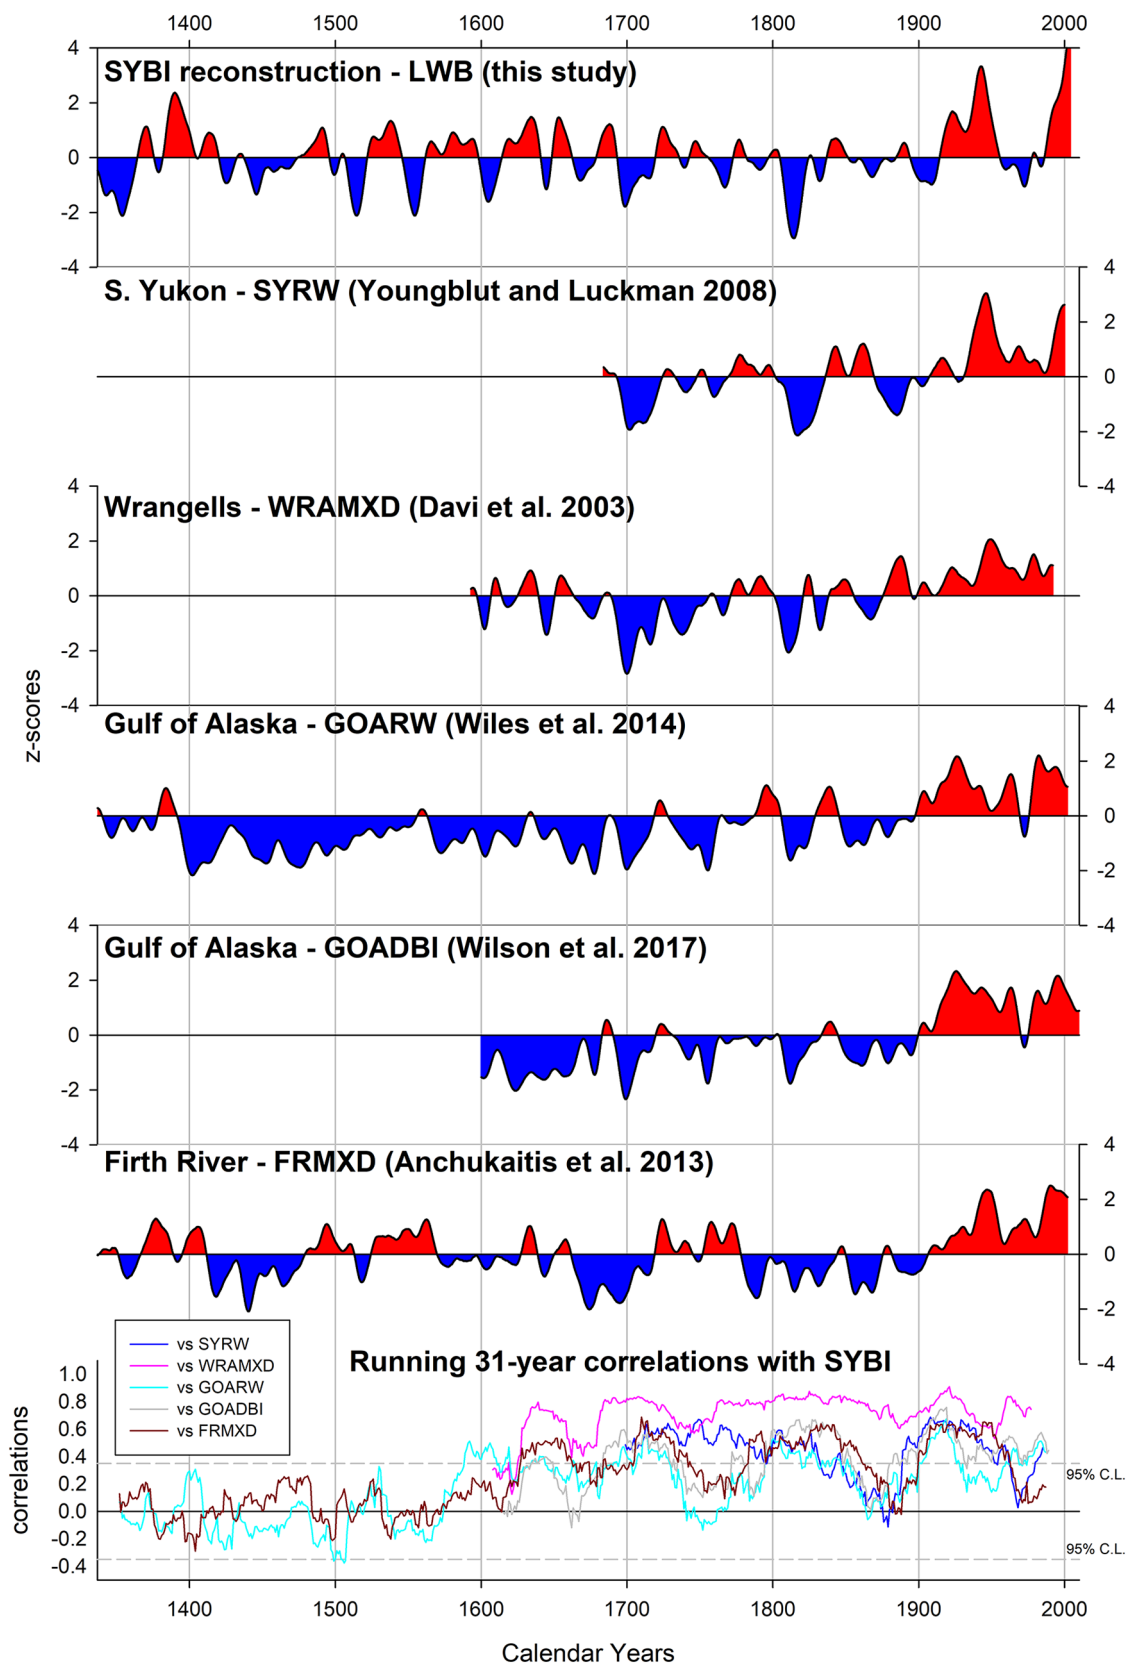 1400 1500 1600 1700 1800 1900 2000
SYBI reconstruction - LWB (this study)
4
2
0
-2
-4
S. Yukon - SYRW (Youngblut and Luckman 2008)
4
2
0
-2
-4
Wrangells - WRAMXD (Davi et al. 2003)
4
2
0
-2
-4
z-scores
Gulf of Alaska - GOARW (Wiles et al. 2014)
4
2
0
-2
-4
Gulf of Alaska - GOADBI (Wilson et al. 2017)
4
2
0
-2
-4
Firth River - FRMXD (Anchukaitis et al. 2013)
4
2
0
-2
-4
vs SYRW
vs WRAMXD
vs GOARW
vs GOADBI
vs FRMXD
Running 31-year correlations with SYBI
correlations
1.0
0.8
0.6
0.4
0.2
0.0
-0.2
-0.4
95% C.L.
95% C.L.
1400 1500 1600 1700 1800 1900 2000
Calendar Years